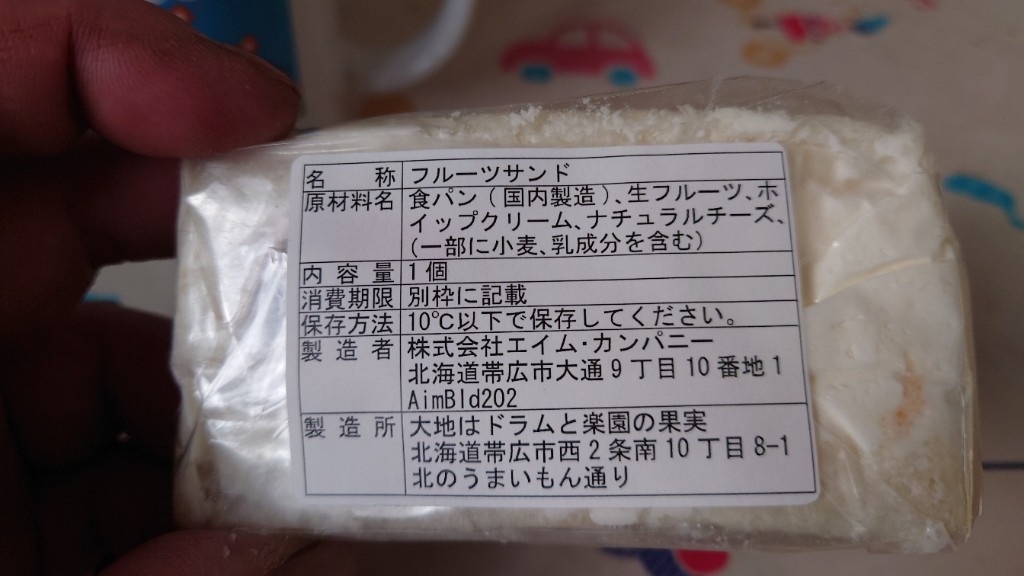 名称 フルーツサンド
原材料名 食パン(国内製造)、生フルーツ、ホ
イップクリーム、ナチュラルチーズ、
(一部に小麦、乳成分を含む)
内容量 1個
消費期限 別枠に記載
保存方法 10℃以下で保存してください。
製造者 株式会社エイム・カンパニー
北海道帯広市大通9丁目10番地1
AimBld202
製造所 大地はドラムと楽園の果実
北海道帯広市西2条南10丁目8-1
北のうまいもん通り